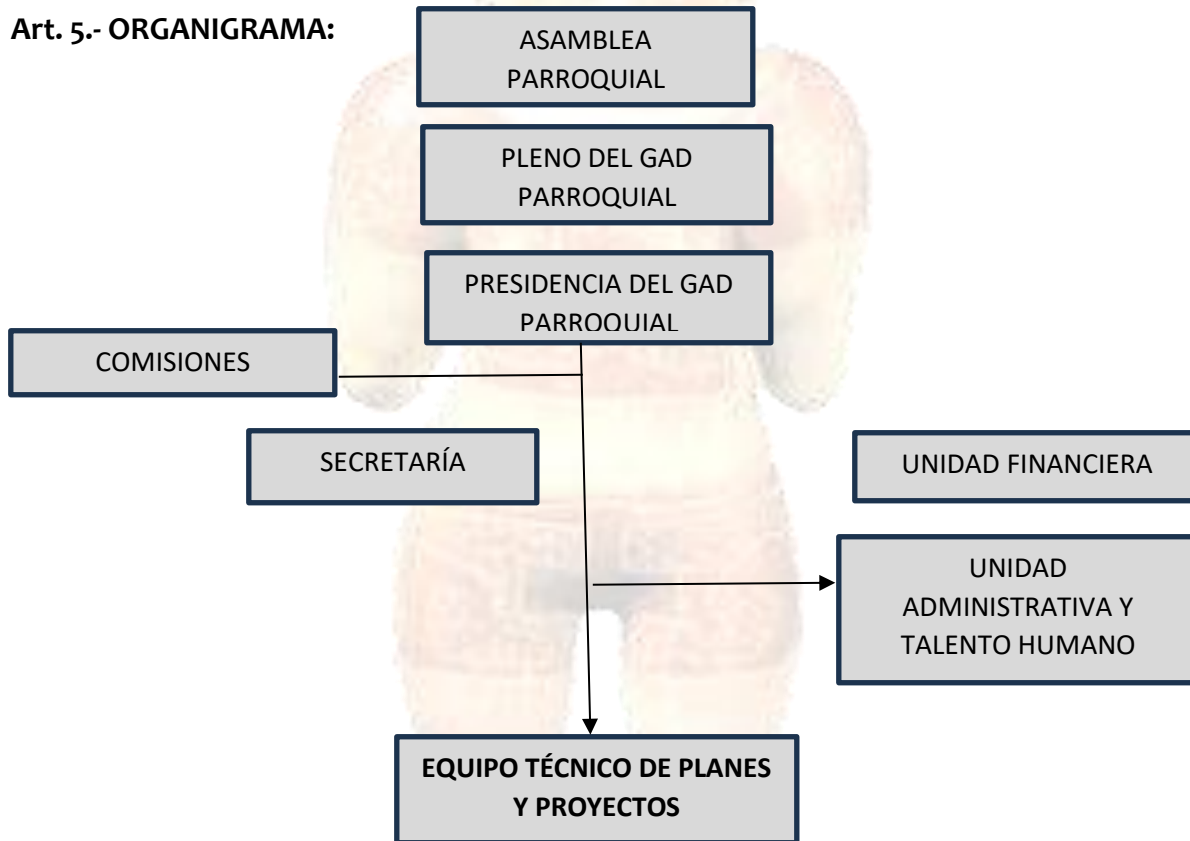 Art. 5.- ORGANIGRAMA:
ASAMBLEA
PARROQUIAL
PLENO DEL GAD
PARROQUIAL
PRESIDENCIA DEL GAD
PARROQUIAL
COMISIONES
SECRETARÍA
UNIDAD FINANCIERA
UNIDAD
ADMINISTRATIVA Y
TALENTO HUMANO
EQUIPO TÉCNICO DE PLANES
Y PROYECTOS